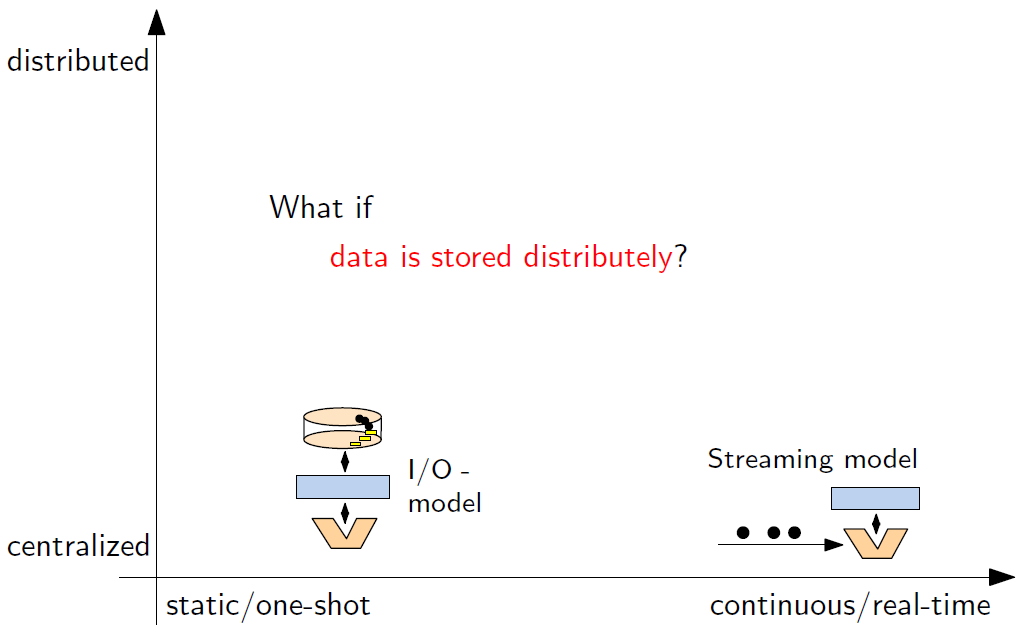 distributed
What if
data is stored distributely?
I/O -
model
Streaming model
centralized
static/one-shot
continuous/real-time